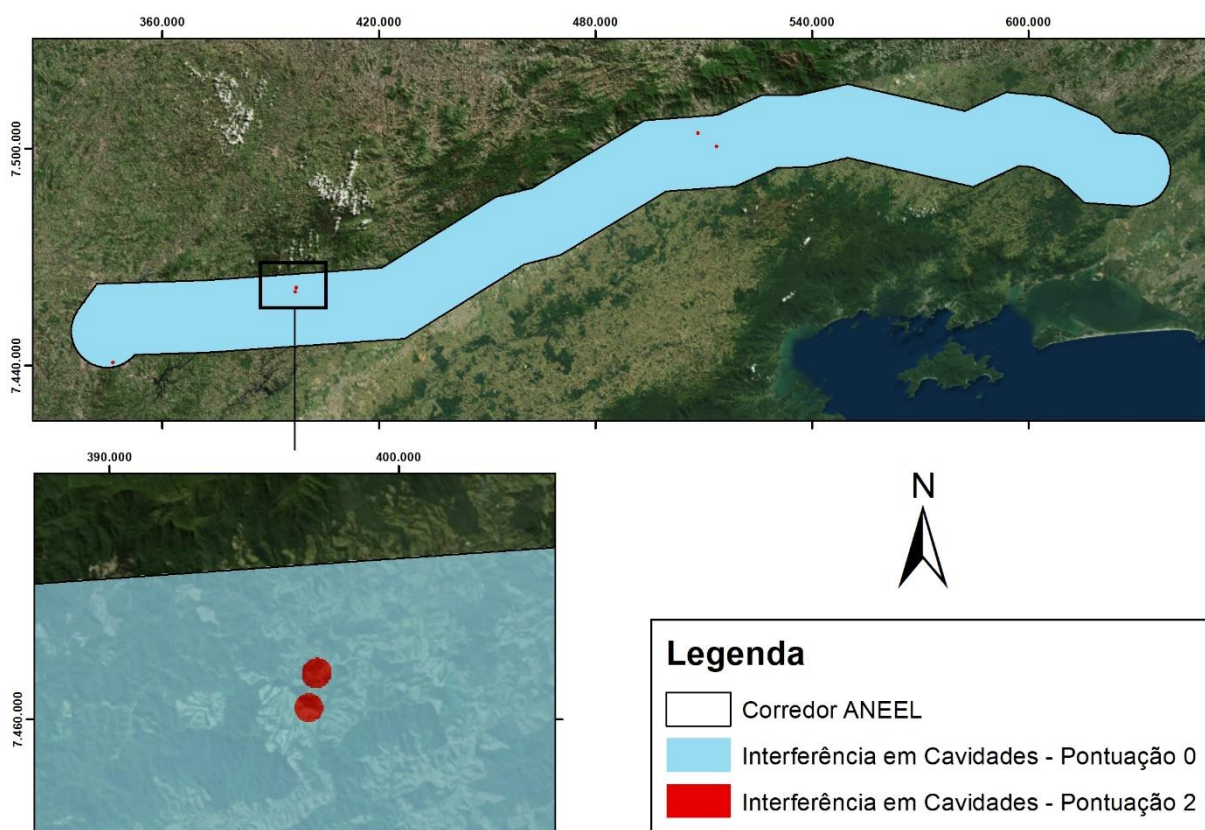 360.000 420.000 480.000 540.000 600.000
7.500.000
7.440.000
390.000 400.000
7.460.000
N
Legenda
Corredor ANEEL
Interferência em Cavidades - Pontuação 0
Interferência em Cavidades - Pontuação 2